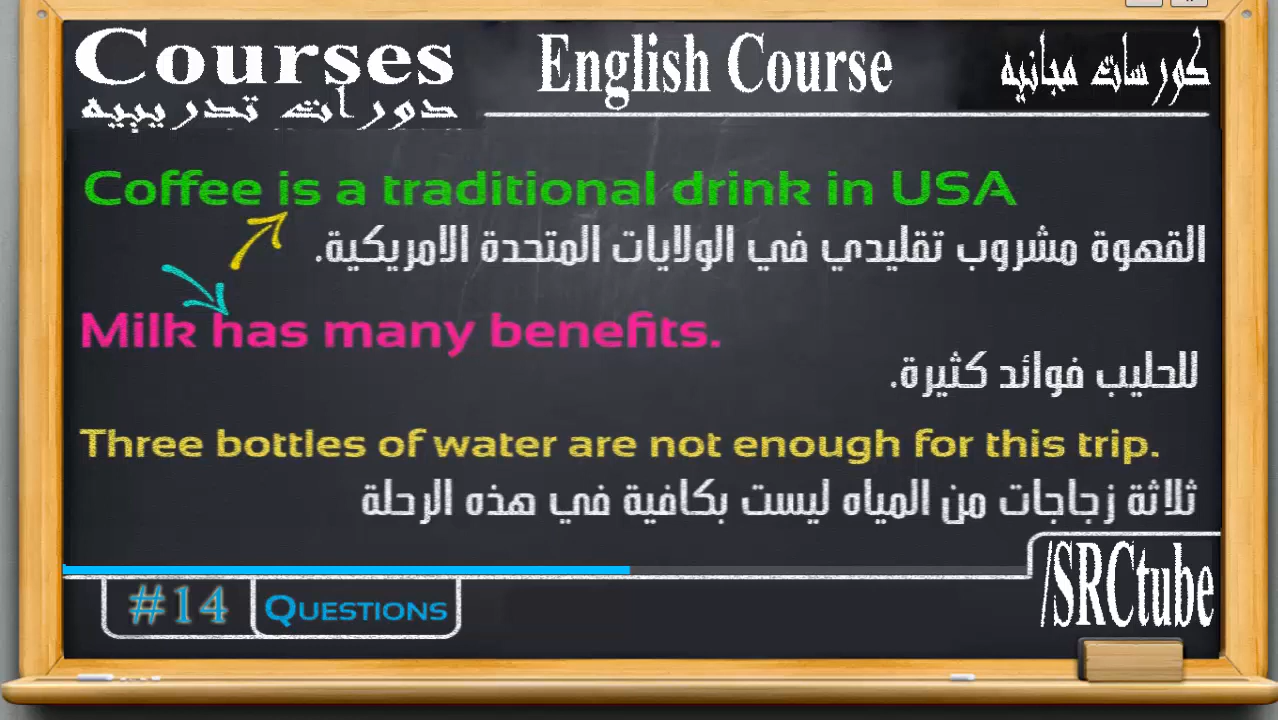 Courses
دورات تدريبيه
English Course
كورسات مجانيه
Coffee is a traditional drink in USA
القهوة مشروب تقليدي في الولايات المتحدة الامريكية.
Milk has many benefits.
للحليب فوائد كثيرة.
Three bottles of water are not enough for this trip.
ثلاثة زجاجات من المياه ليست بكافية في هذه الرحلة
/SRCtube
#14
QUESTIONS